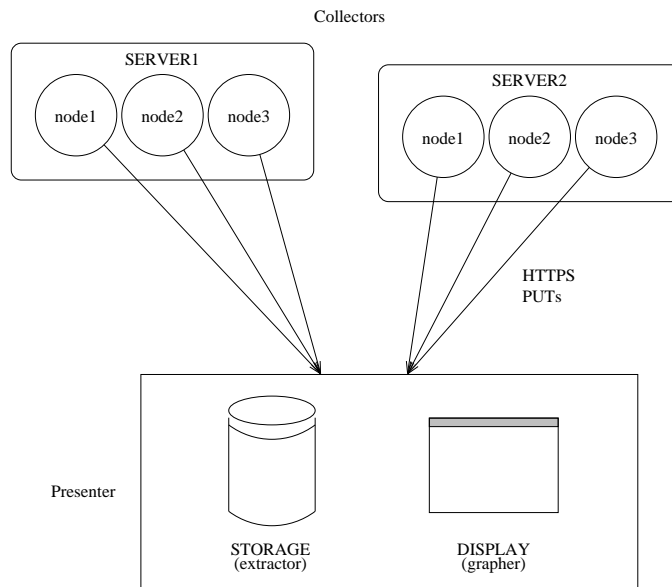 Collectors
SERVER1
node1
node2
node3
SERVER2
node1
node2
node3
HTTPS
PUTs
Presenter
STORAGE
(extractor)
DISPLAY
(grapher)